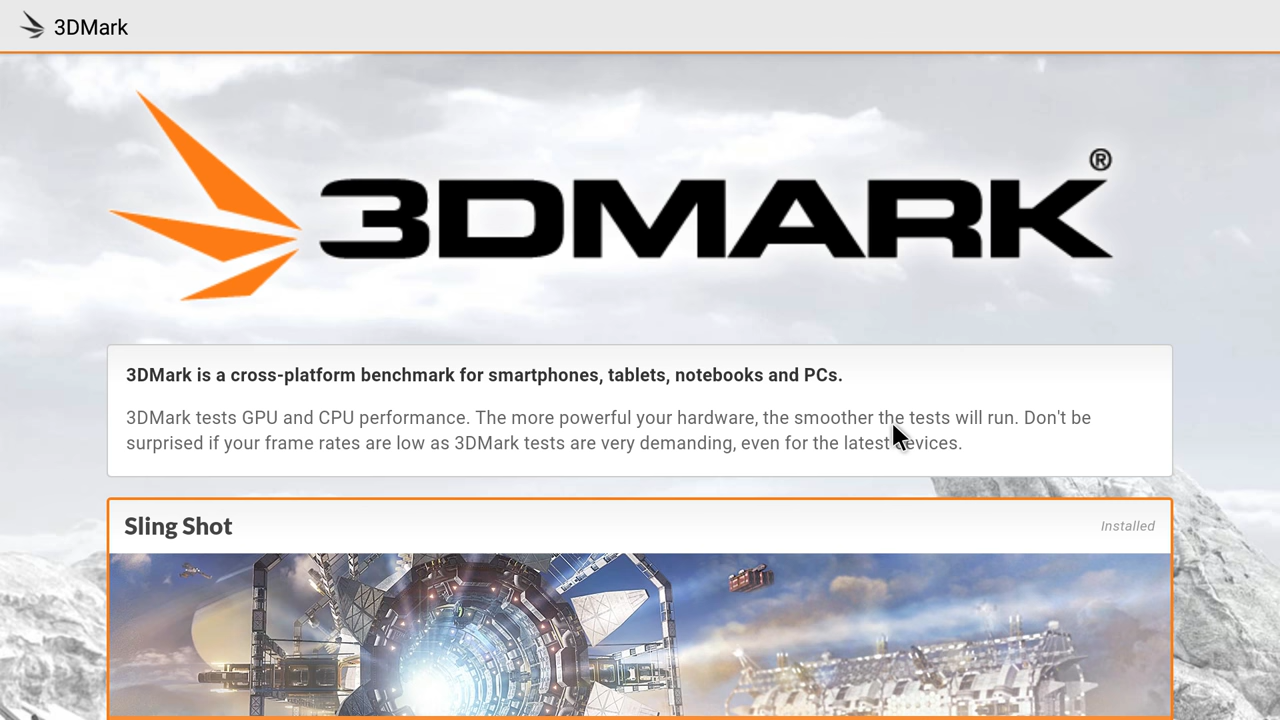 3DMark
3DMARK®
3DMark is a cross-platform benchmark for smartphones, tablets, notebooks and PCs.
3DMark tests GPU and CPU performance. The more powerful your hardware, the smoother the tests will run. Don't be
surprised if your frame rates are low as 3DMark tests are very demanding, even for the latest devices.
Sling Shot
Installed